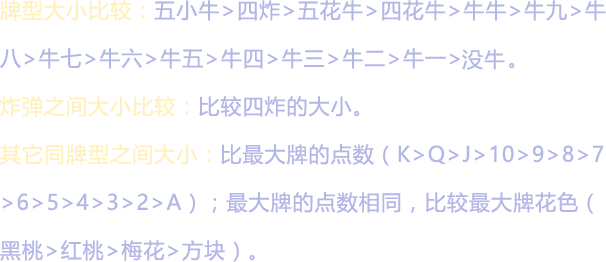 牌型大小比较：五小牛>四炸>五花牛>四花牛>牛牛>牛九>牛
八>牛七>牛六>牛五>牛四>牛三>牛二>牛一>没牛。
炸弹之间大小比较：比较四炸的大小。
其它同牌型之间大小：比最大牌的点数（K>Q>J>10>9>8>7
>6>5>4>3>2>A）；最大牌的点数相同，比较最大牌花色（
黑桃>红桃>梅花>方块）。